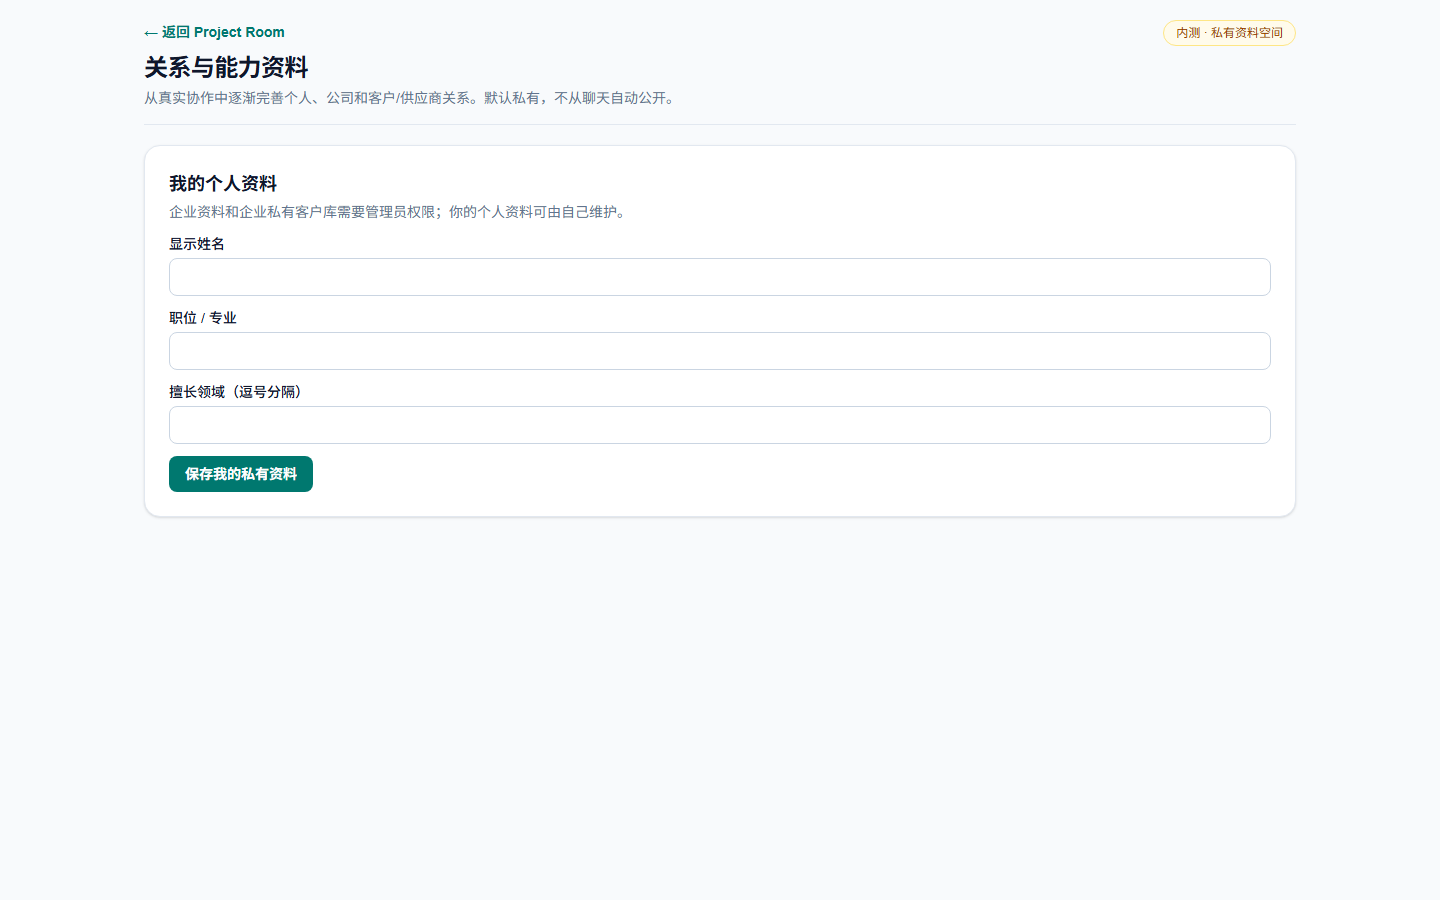 ← 返回 Project Room
内测 · 私有资料空间
关系与能力资料
从真实协作中逐渐完善个人、公司和客户/供应商关系。默认私有，不从聊天自动公开。
我的个人资料
企业资料和企业私有客户库需要管理员权限；你的个人资料可由自己维护。
显示姓名
职位 / 专业
擅长领域（逗号分隔）
保存我的私有资料